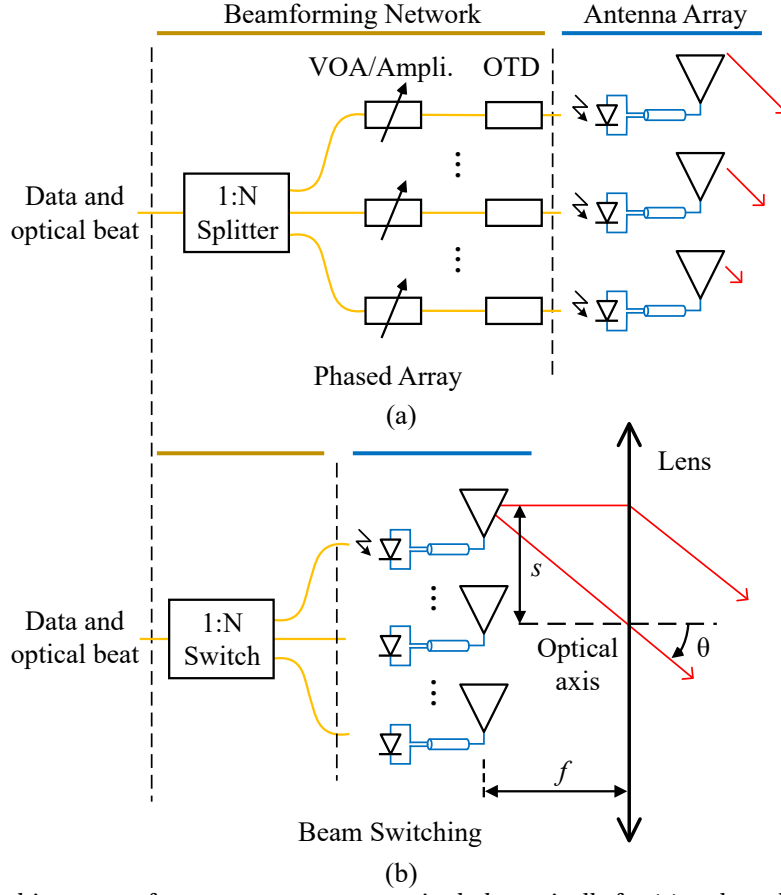 Beamforming Network
Antenna Array
VOA/Ampli.
OTD
Data and
optical beat
1:N
Splitter
...
...
Phased Array
(a)
Lens
s
Data and
optical beat
1:N
Switch
...
...
Optical
axis
θ
f
Beam Switching
(b)